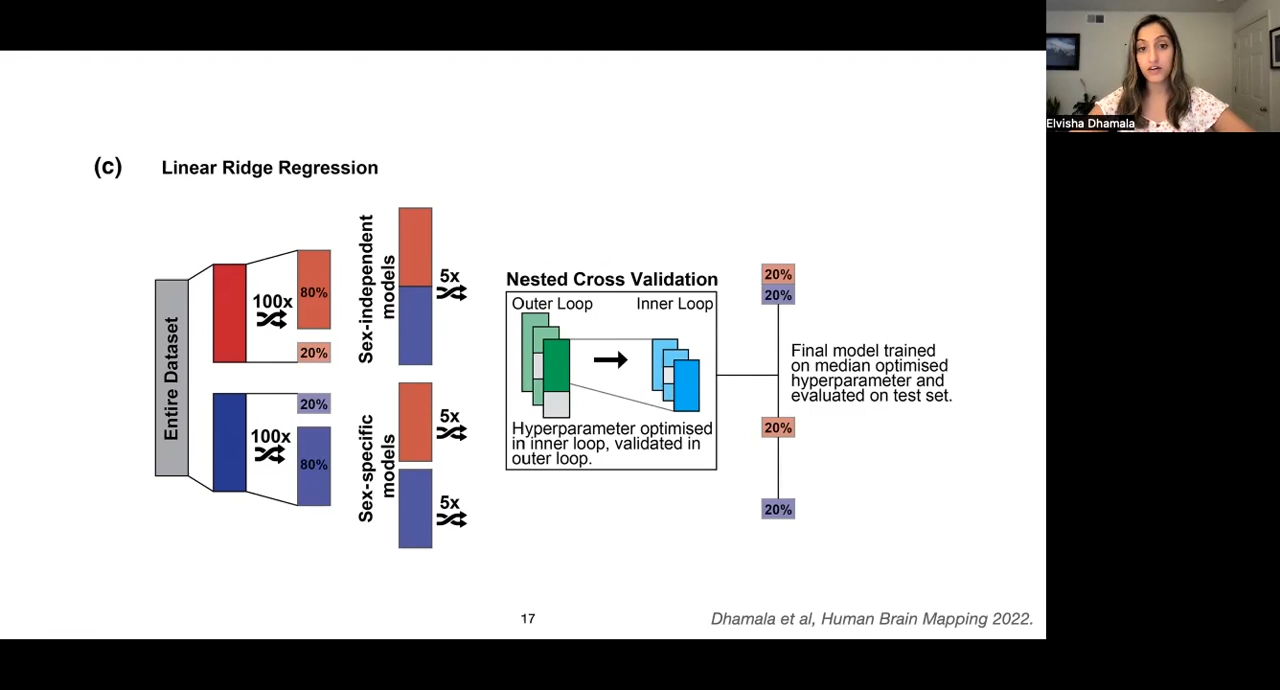 Elvisha Dhamala
(c) Linear Ridge Regression
Entire Dataset
100x
80%
20%
20%
100x
80%
Sex-independent
models
5x
Sex-specific
models
5x
5x
Nested Cross Validation
Outer Loop
Inner Loop
Hyperparameter optimised
in inner loop, validated in
outer loop.
20%
20%
20%
20%
Final model trained
on median optimised
hyperparameter and
evaluated on test set.
17
Dhamala et al, Human Brain Mapping 2022.